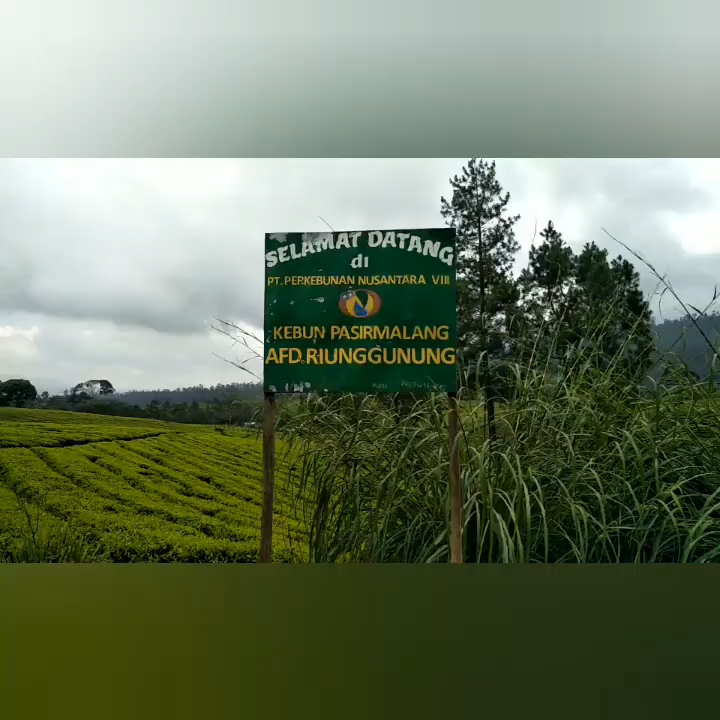 SELAMAT DATANG
di
PT. PERKEBUNAN NUSANTARA VIII
KEBUN PASIRMALANG
AFD. RIUNGGUNUNG